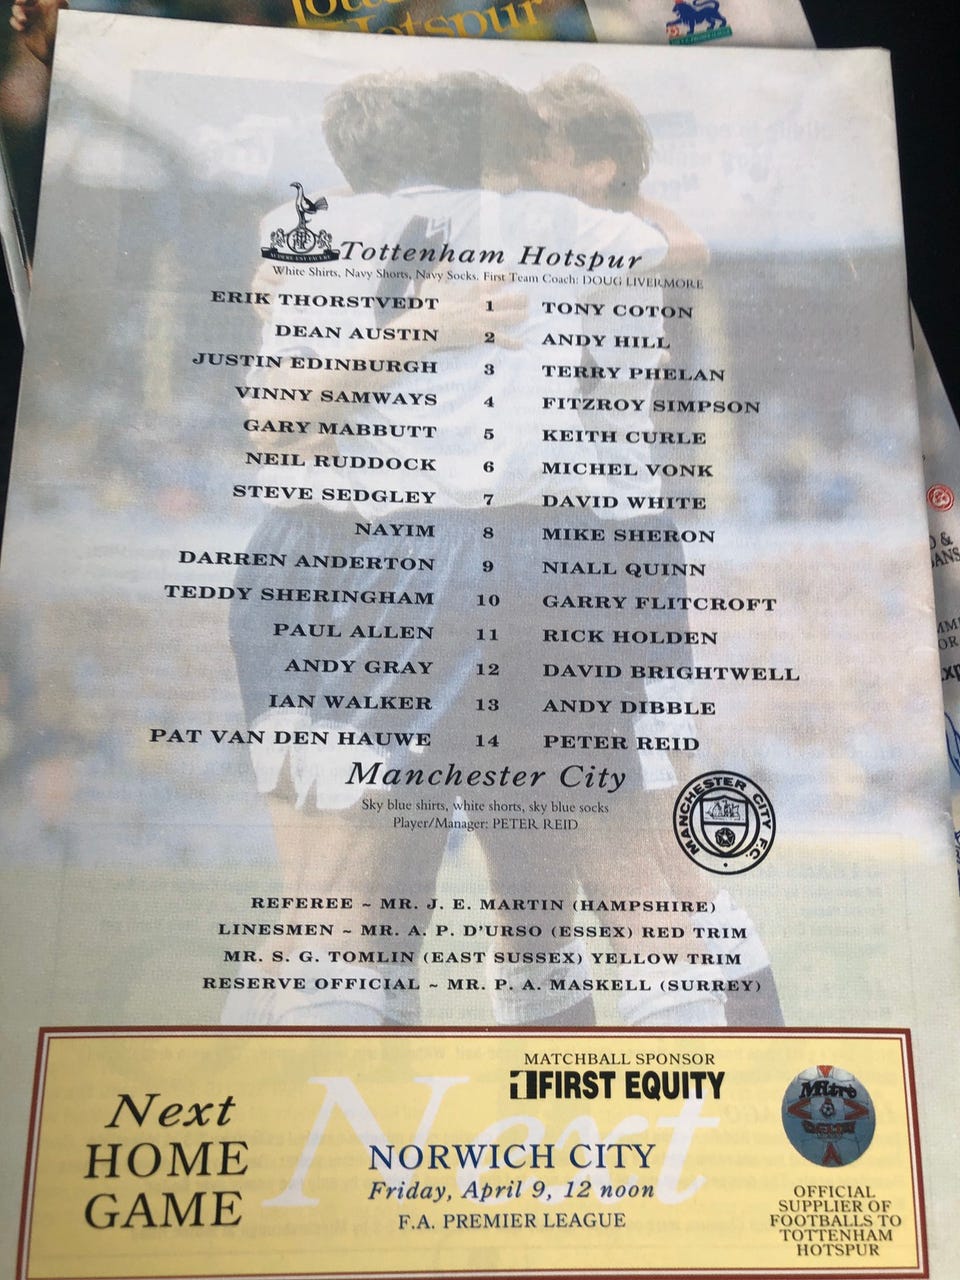 Hotspur
Tottenham Hotspur
White Shirts, Navy Shorts, Navy Socks. First Team Coach: DOUG LIVERMORE
ERIK THORSTVEDT 1 TONY COTON
DEAN AUSTIN 2 ANDY HILL
JUSTIN EDINBURGH 3 TERRY PHELAN
VINNY SAMWAYS 4 FITZROY SIMPSON
GARY MABBUTT 5 KEITH CURLE
NEIL RUDDOCK 6 MICHEL VONK
STEVE SEDGLEY 7 DAVID WHITE
NAYIM 8 MIKE SHERON
DARREN ANDERTON 9 NIALL QUINN
TEDDY SHERINGHAM 10 GARRY FLITCROFT
PAUL ALLEN 11 RICK HOLDEN
ANDY GRAY 12 DAVID BRIGHTWELL
IAN WALKER 13 ANDY DIBBLE
PAT VAN DEN HAUWE 14 PETER REID
Manchester City
Sky blue shirts, white shorts, sky blue socks
Player/Manager: PETER REID
MANCHESTER CITY F.C.
REFEREE ~ MR. J. E. MARTIN (HAMPSHIRE)
LINESMEN ~ MR. A. P. D'URSO (ESSEX) RED TRIM
MR. S. G. TOMLIN (EAST SUSSEX) YELLOW TRIM
RESERVE OFFICIAL ~ MR. P. A. MASKELL (SURREY)
Next
HOME
GAME
Next
MATCHBALL SPONSOR
FIRST EQUITY
NORWICH CITY
Friday, April 9, 12 noon
F.A. PREMIER LEAGUE
Mitre
OFFICIAL
SUPPLIER OF
FOOTBALLS TO
TOTTENHAM
HOTSPUR